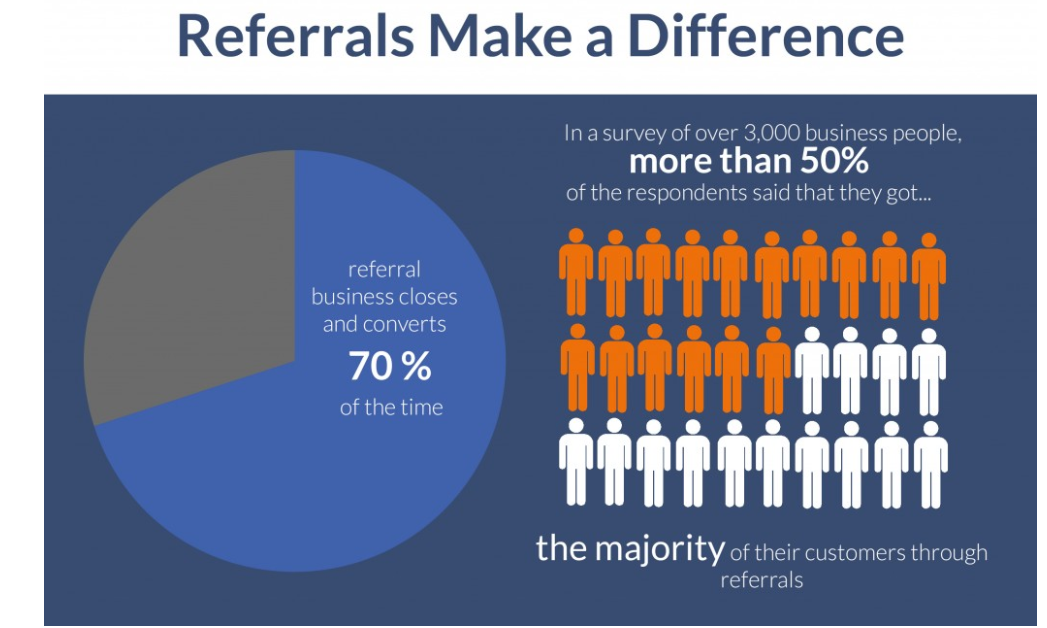 Referrals Make a Difference
referral
business closes
and converts
70 %
of the time
In a survey of over 3,000 business people,
more than 50%
of the respondents said that they got...
the majority of their customers through
referrals